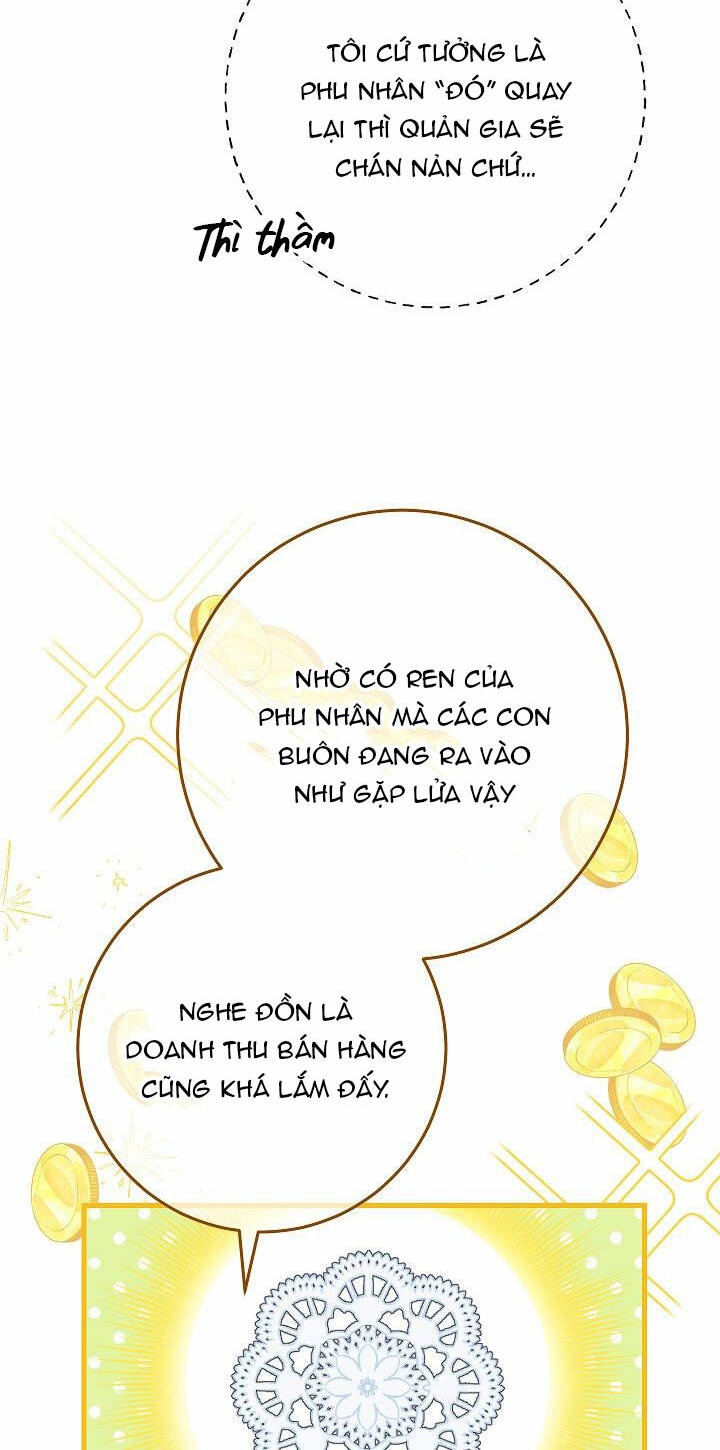 TÔI CỨ TƯỞNG LÀ
PHU NHÂN “ĐÓ” QUAY
LẠI THÌ QUẢN GIA SẼ
CHÁN NẢN CHỨ...
Thì thầm
NHỜ CÓ REN CỦA
PHU NHÂN MÀ CÁC CON
BUÔN ĐANG RA VÀO
NHƯ GẶP LỬA VẬY
NGHE ĐỒN LÀ
DOANH THU BÁN HÀNG
CŨNG KHÁ LẮM ĐẤY.